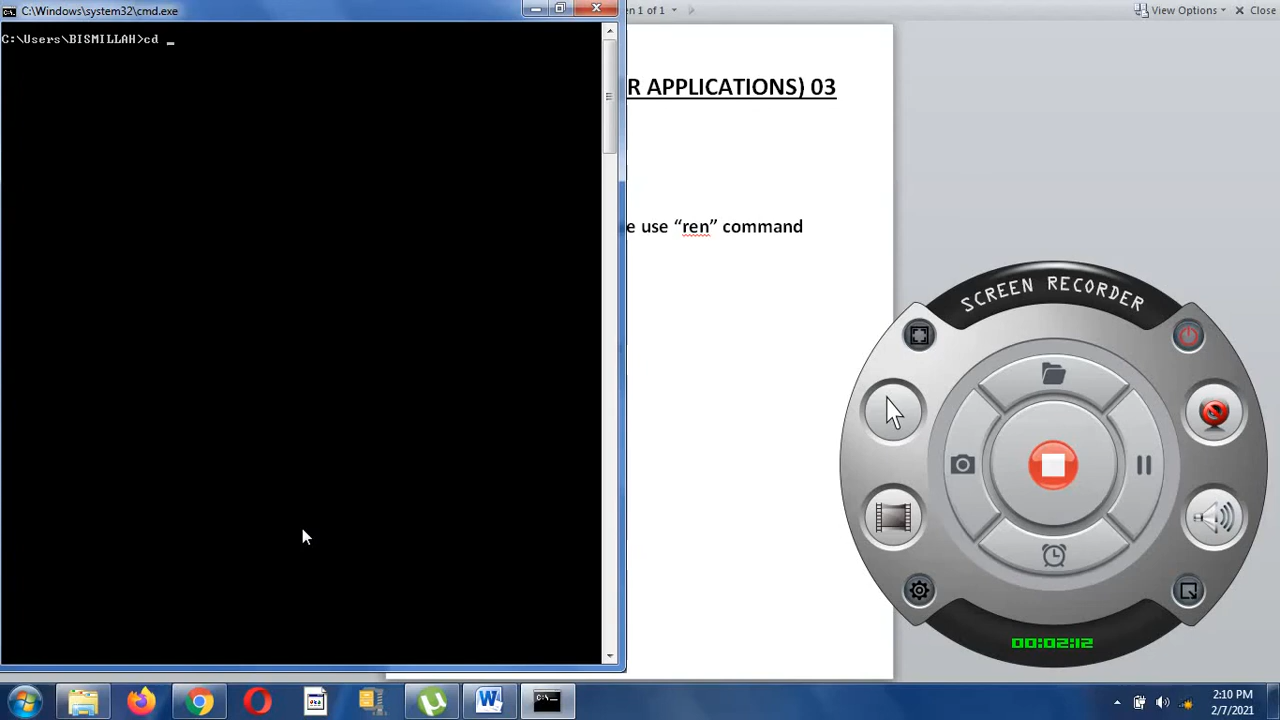 C:\Windows\system32\cmd.exe
en 1 of 1
View Options
Close
C:\Users\BISMILLAH>cd _
R APPLICATIONS) 03
e use “ren” command
SCREEN RECORDER
00:02:12
2:10 PM
2/7/2021